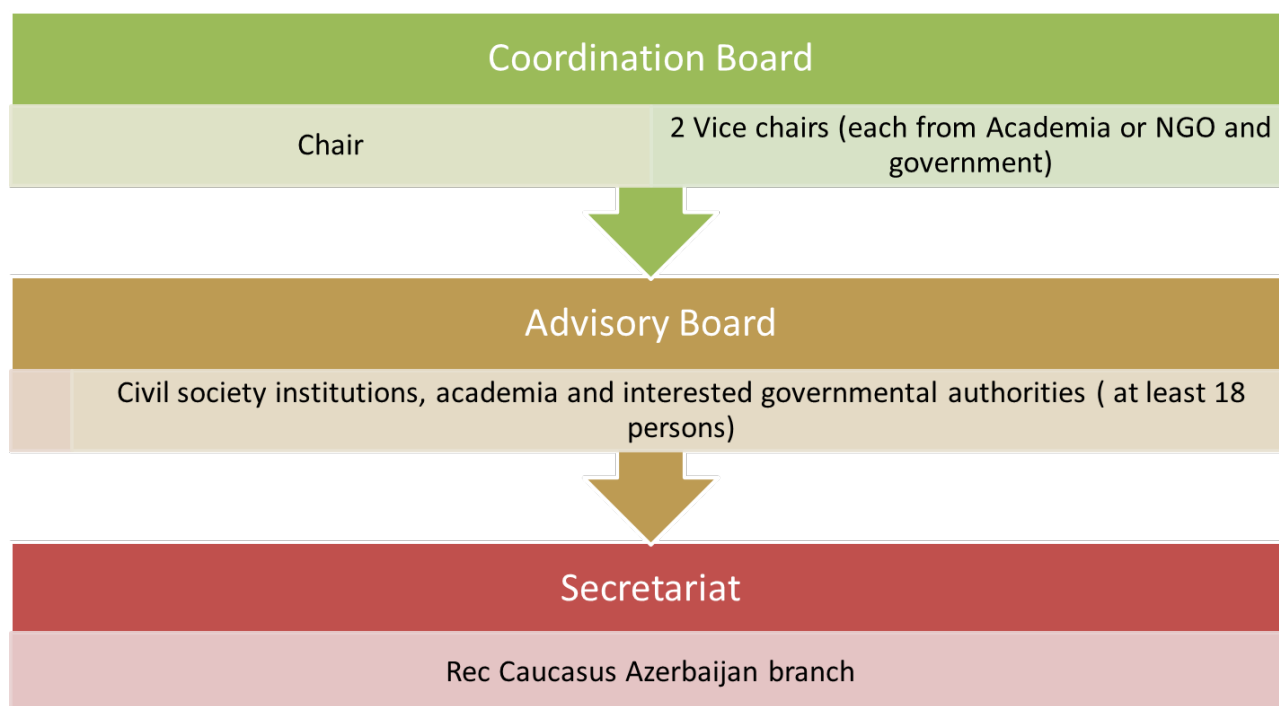 Coordination Board
Chair
2 Vice chairs (each from Academia or NGO and
government)
Advisory Board
Civil society institutions, academia and interested governmental authorities ( at least 18
persons)
Secretariat
Rec Caucasus Azerbaijan branch